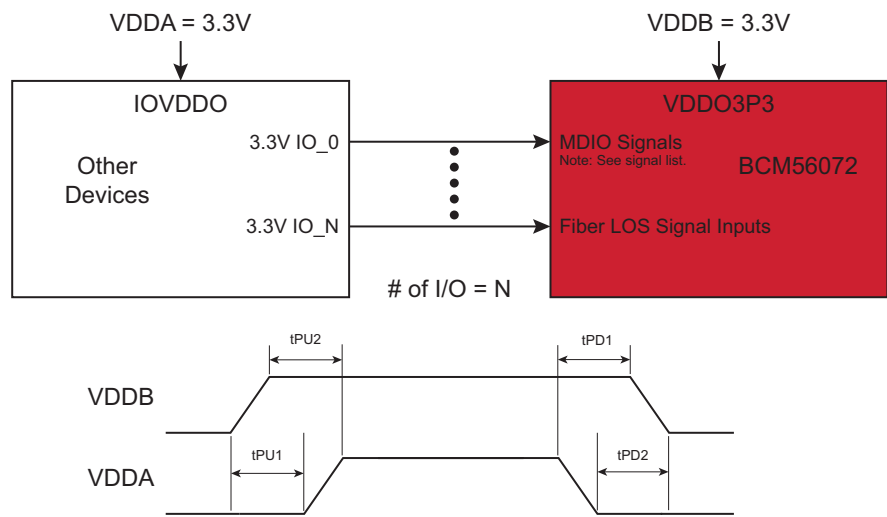 VDDA = 3.3V
VDDB = 3.3V
IOVDDO
VDDO3P3
3.3V IO_0
MDIO Signals
Note: See signal list.
Other
Devices
BCM56072
3.3V IO_N
Fiber LOS Signal Inputs
# of I/O = N
tPU2
tPD1
VDDB
tPU1
tPD2
VDDA